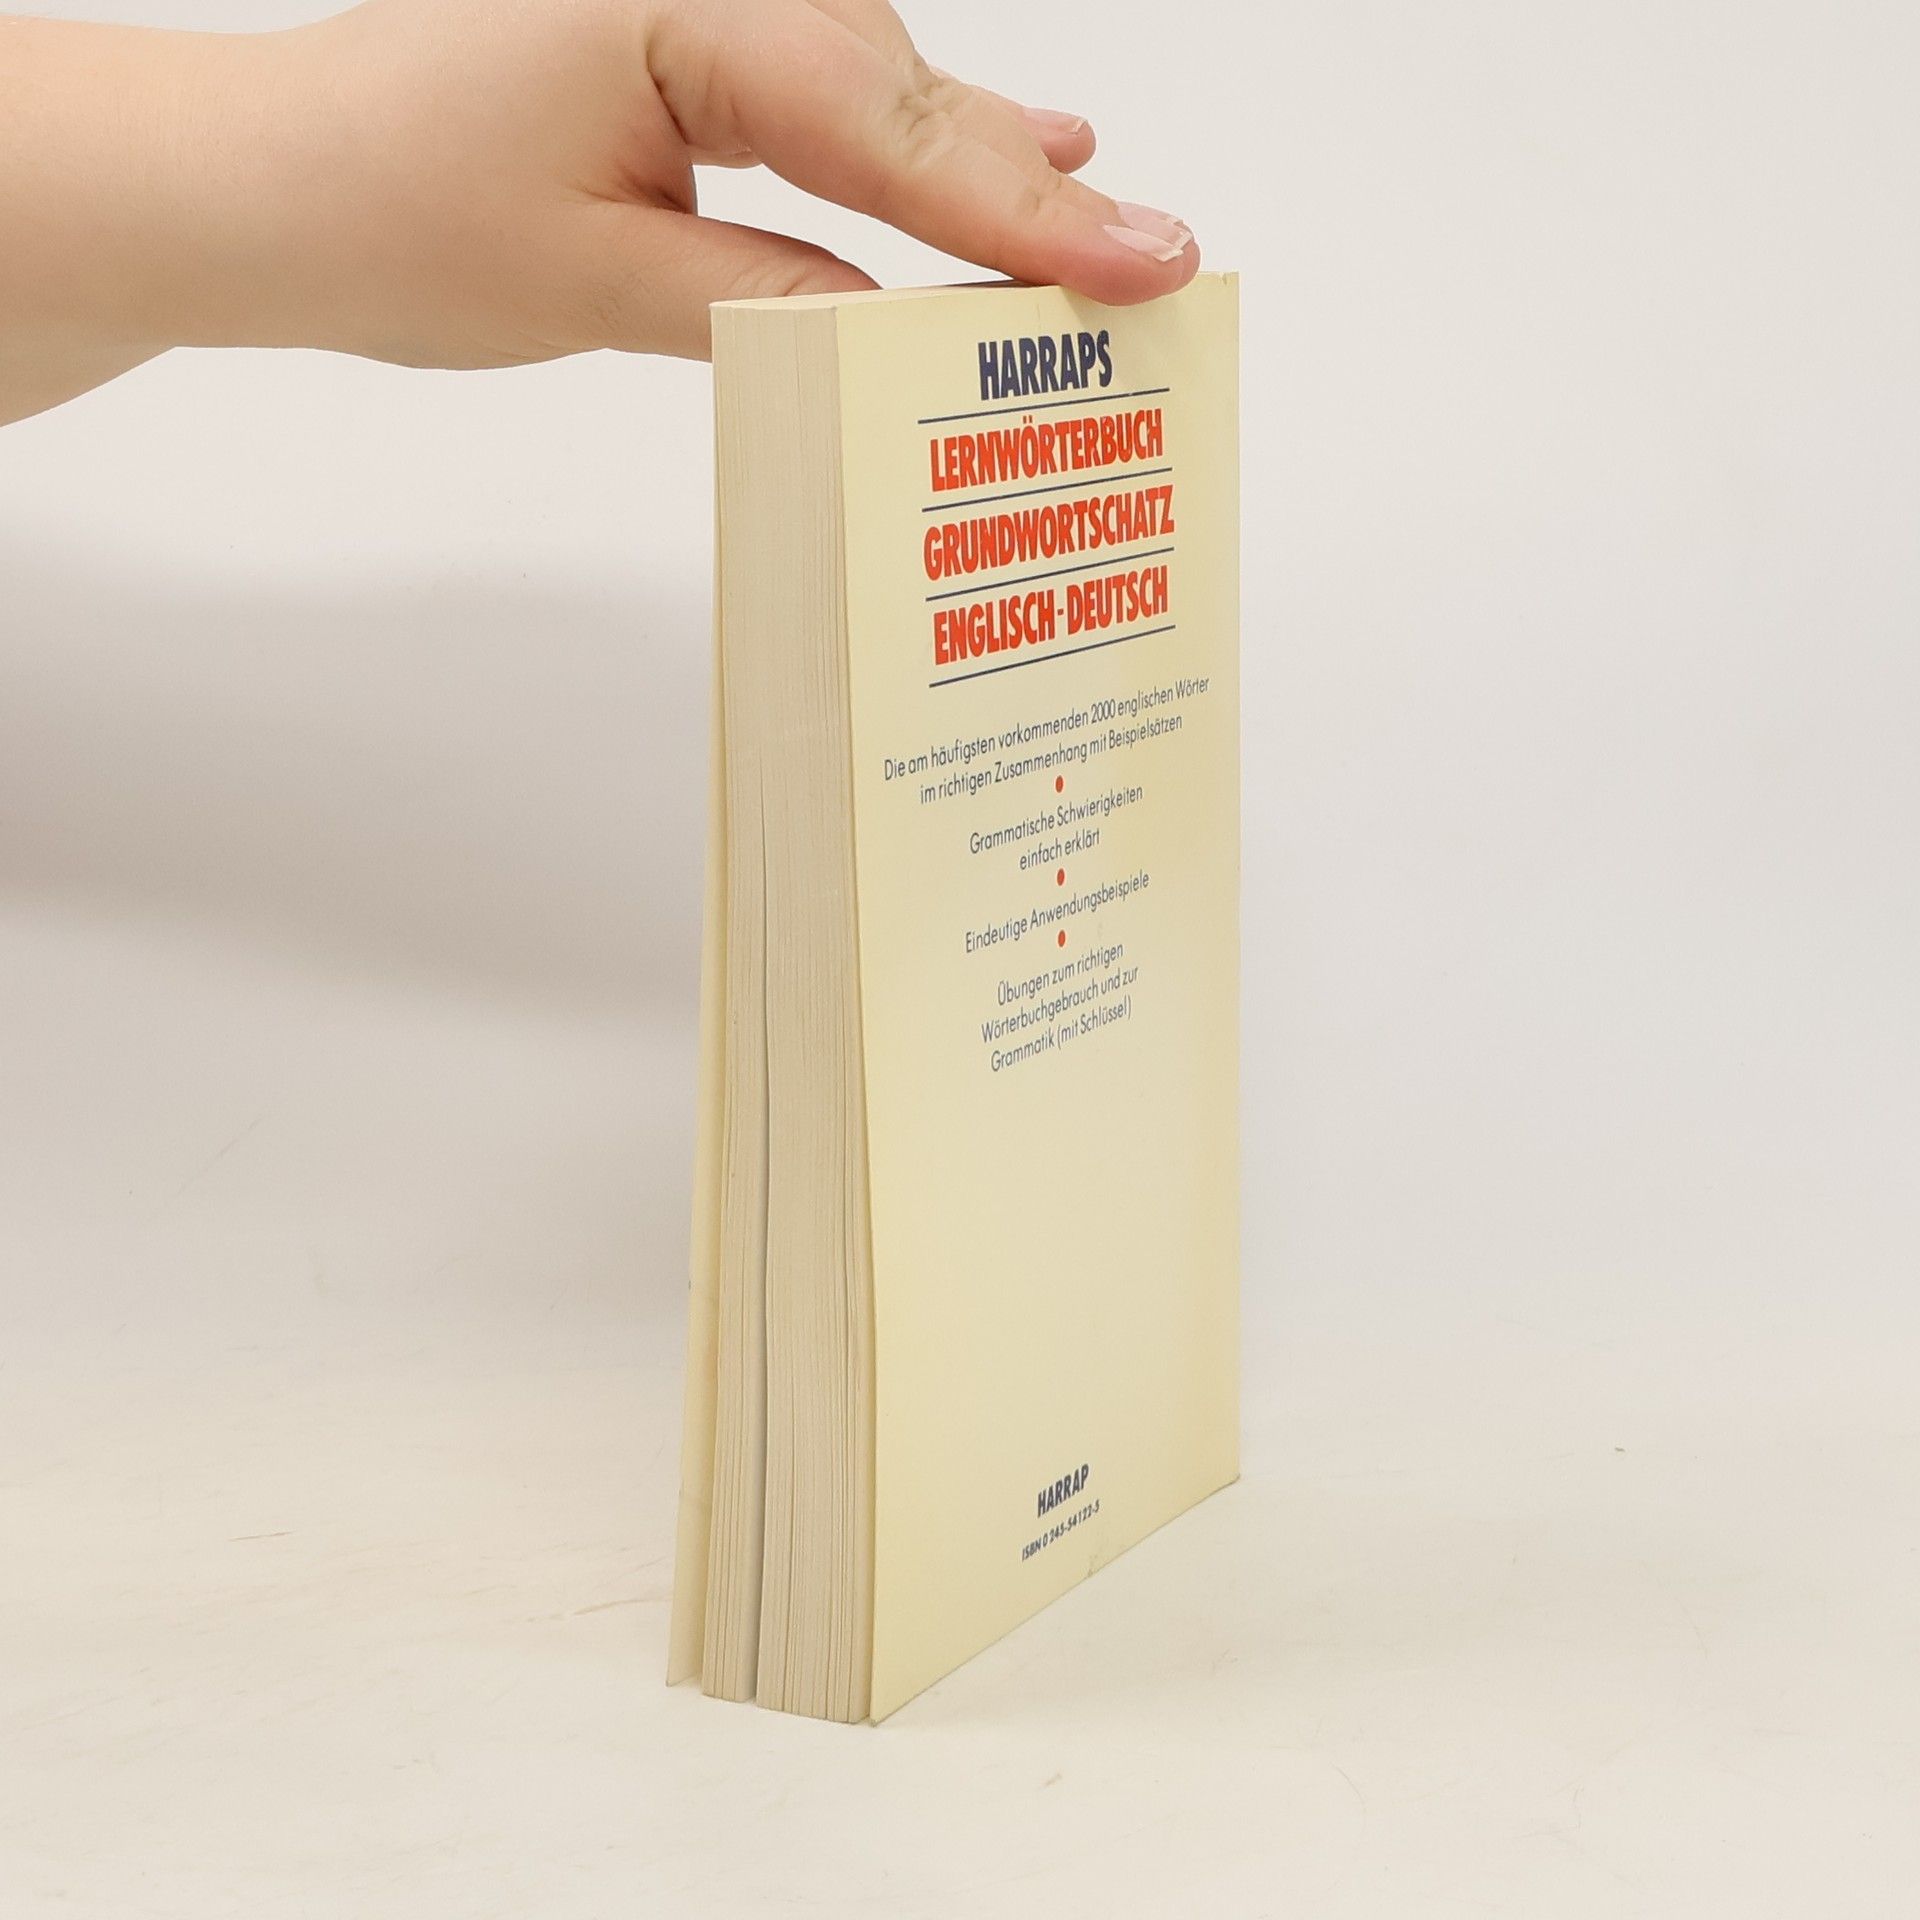 HARRAPS
LERNWÖRTERBUCH
GRUNDWORTSCHATZ
ENGLISCH-DEUTSCH
Die am häufigsten vorkommenden 2000 englischen Wörter
im richtigen Zusammenhang mit Beispielsätzen
Grammatische Schwierigkeiten
einfach erklärt
Eindeutige Anwendungsbeispiele
Übungen zum richtigen
Wörterbuchgebrauch und zur
Grammatik (mit Schlüssel)
HARRAP
ISBN 0 245-54122-5